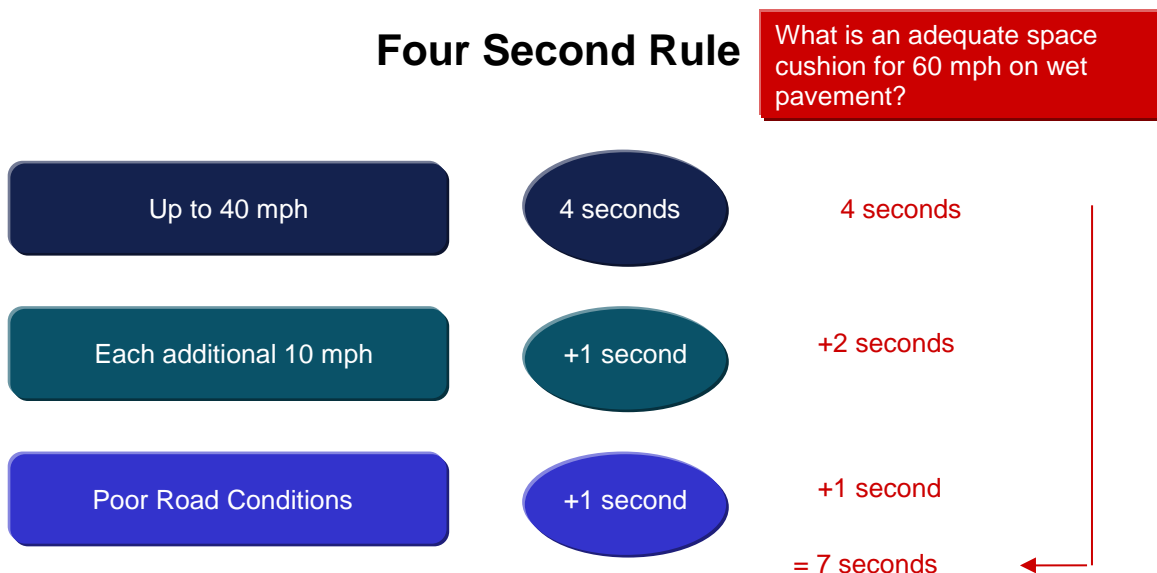 Four Second Rule
What is an adequate space
cushion for 60 mph on wet
pavement?
Up to 40 mph
4 seconds
4 seconds
Each additional 10 mph
+1 second
+2 seconds
Poor Road Conditions
+1 second
+1 second
= 7 seconds